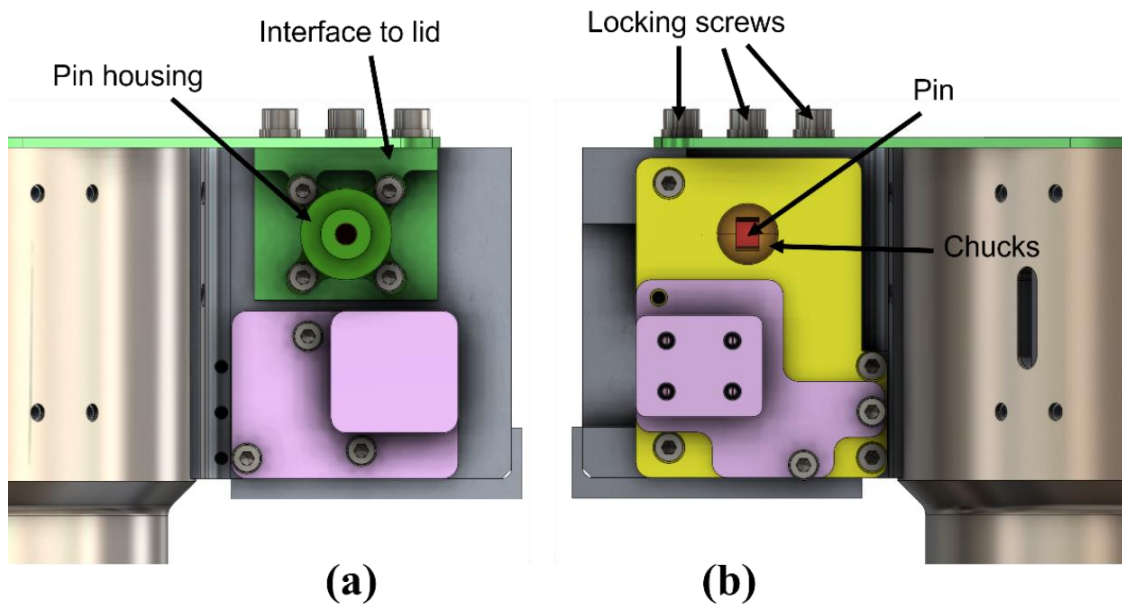 Interface to lid
Pin housing
Locking screws
Pin
Chucks
(a)
(b)